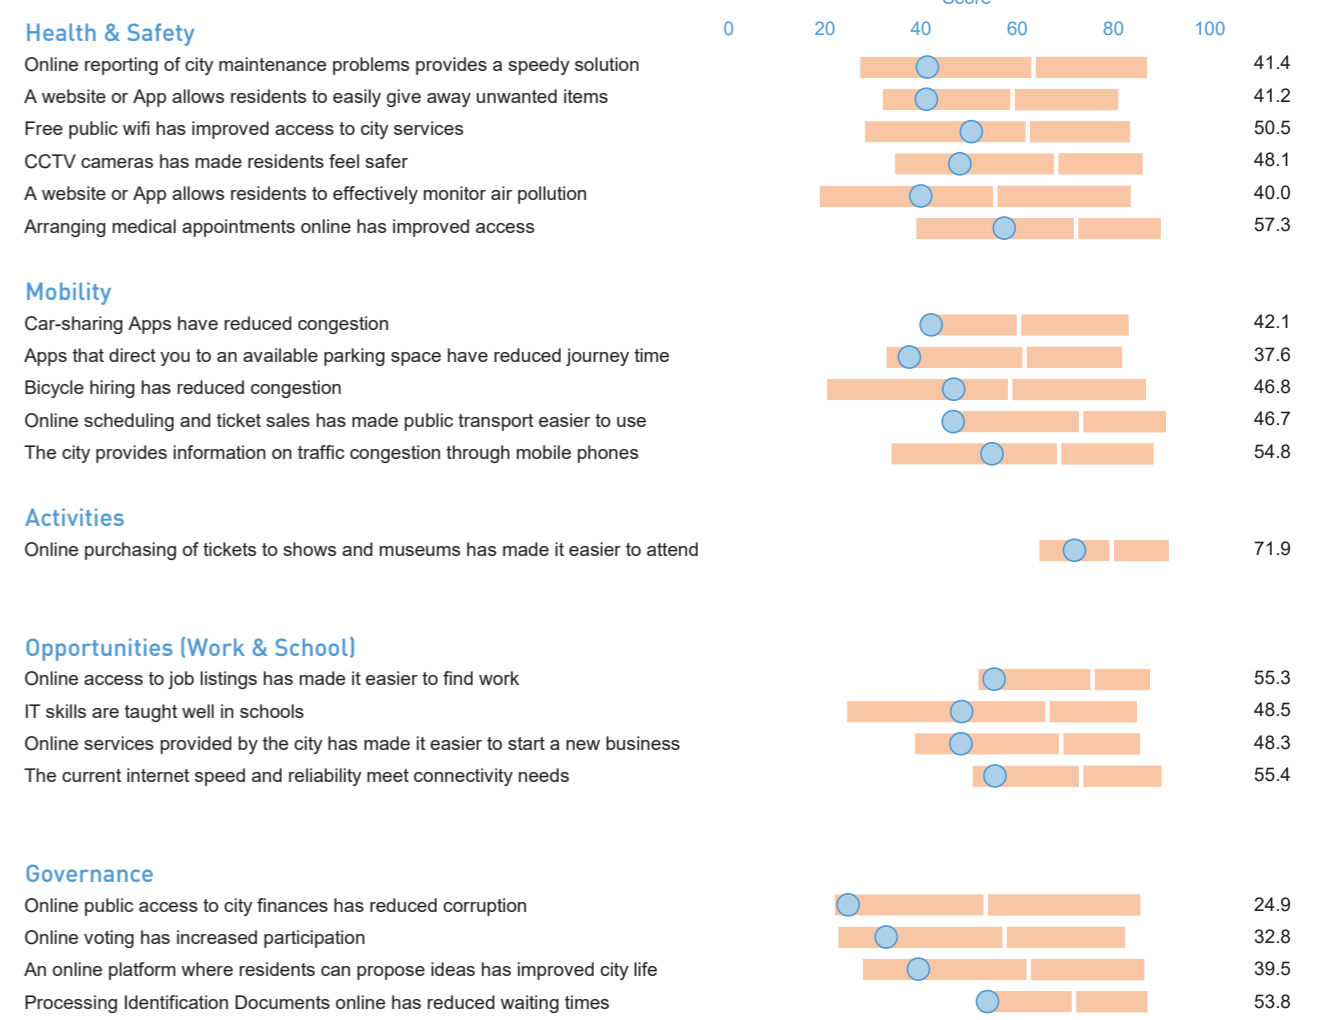 Score
Health & Safety 0 20 40 60 80 100
Online reporting of city maintenance problems provides a speedy solution 41.4
A website or App allows residents to easily give away unwanted items 41.2
Free public wifi has improved access to city services 50.5
CCTV cameras has made residents feel safer 48.1
A website or App allows residents to effectively monitor air pollution 40.0
Arranging medical appointments online has improved access 57.3
Mobility
Car-sharing Apps have reduced congestion 42.1
Apps that direct you to an available parking space have reduced journey time 37.6
Bicycle hiring has reduced congestion 46.8
Online scheduling and ticket sales has made public transport easier to use 46.7
The city provides information on traffic congestion through mobile phones 54.8
Activities
Online purchasing of tickets to shows and museums has made it easier to attend 71.9
Opportunities (Work & School)
Online access to job listings has made it easier to find work 55.3
IT skills are taught well in schools 48.5
Online services provided by the city has made it easier to start a new business 48.3
The current internet speed and reliability meet connectivity needs 55.4
Governance
Online public access to city finances has reduced corruption 24.9
Online voting has increased participation 32.8
An online platform where residents can propose ideas has improved city life 39.5
Processing Identification Documents online has reduced waiting times 53.8